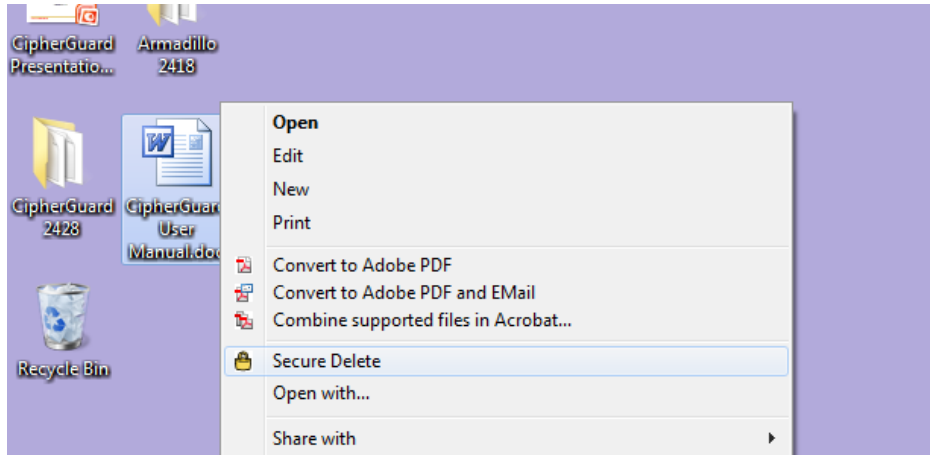 CipherGuard
Presentatio...
Armadillo
2418
CipherGuard
2428
CipherGuar
User
Manual.doc
Recycle Bin
Open
Edit
New
Print
Convert to Adobe PDF
Convert to Adobe PDF and EMail
Combine supported files in Acrobat...
Secure Delete
Open with...
Share with